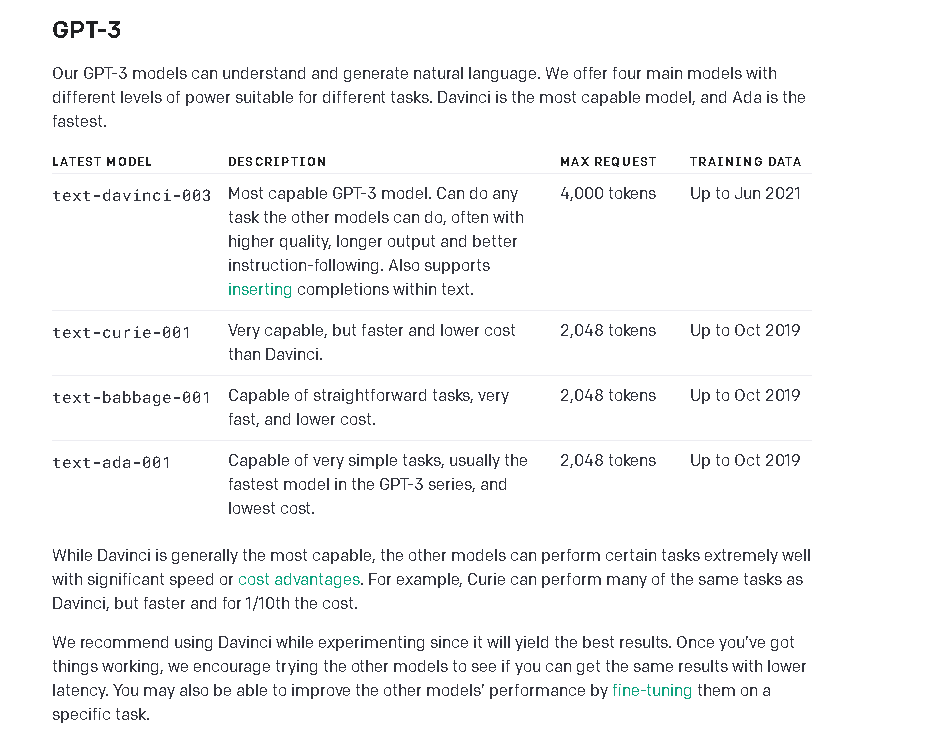 GPT-3
Our GPT-3 models can understand and generate natural language. We offer four main models with
different levels of power suitable for different tasks. Davinci is the most capable model, and Ada is the
fastest.
LATEST MODEL DESCRIPTION MAX REQUEST TRAINING DATA
text-davinci-003 Most capable GPT-3 model. Can do any 4,000 tokens Up to Jun 2021
task the other models can do, often with
higher quality, longer output and better
instruction-following. Also supports
inserting completions within text.
text-curie-001 Very capable, but faster and lower cost 2,048 tokens Up to Oct 2019
than Davinci.
text-babbage-001 Capable of straightforward tasks, very 2,048 tokens Up to Oct 2019
fast, and lower cost.
text-ada-001 Capable of very simple tasks, usually the 2,048 tokens Up to Oct 2019
fastest model in the GPT-3 series, and
lowest cost.
While Davinci is generally the most capable, the other models can perform certain tasks extremely well
with significant speed or cost advantages. For example, Curie can perform many of the same tasks as
Davinci, but faster and for 1/10th the cost.
We recommend using Davinci while experimenting since it will yield the best results. Once you've got
things working, we encourage trying the other models to see if you can get the same results with lower
latency. You may also be able to improve the other models' performance by fine-tuning them on a
specific task.